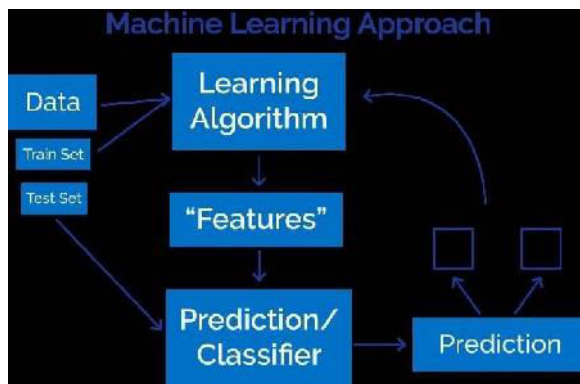 Machine Learning Approach
Data
Train Set
Test Set
Learning
Algorithm
“Features”
Prediction/
Classifier
Prediction